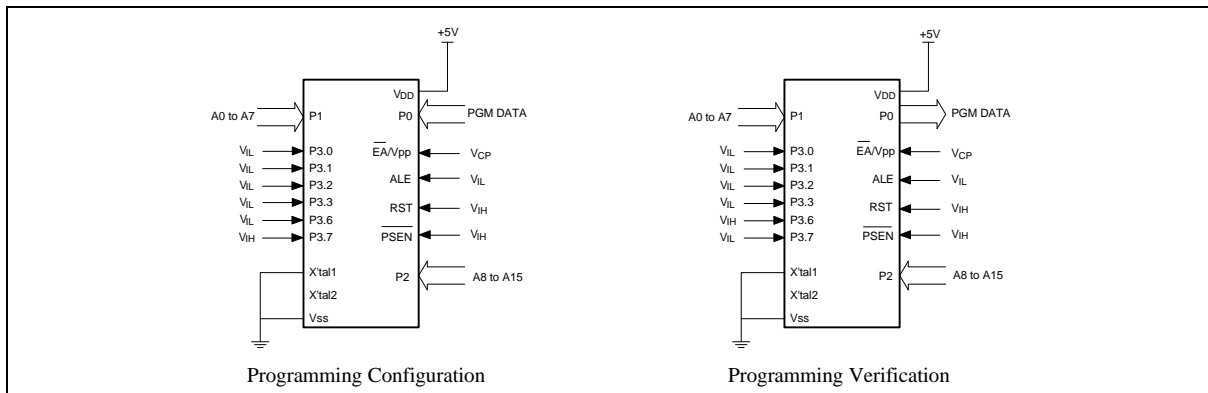 +5V
VDD
A0 to A7 P1 P0 PGM DATA
VIL P3.0 EA/Vpp VCP
VIL P3.1
VIL P3.2 ALE VIL
VIL P3.3 RST VIH
VIL P3.6
VIH P3.7 PSEN VIH
X'tal1 P2 A8 to A15
X'tal2
Vss
Programming Configuration
+5V
VDD
A0 to A7 P1 P0 PGM DATA
VIL P3.0 EA/Vpp VCP
VIL P3.1
VIL P3.2 ALE VIL
VIL P3.3 RST VIH
VIH P3.6
VIL P3.7 PSEN VIH
X'tal1 P2 A8 to A15
X'tal2
Vss
Programming Verification